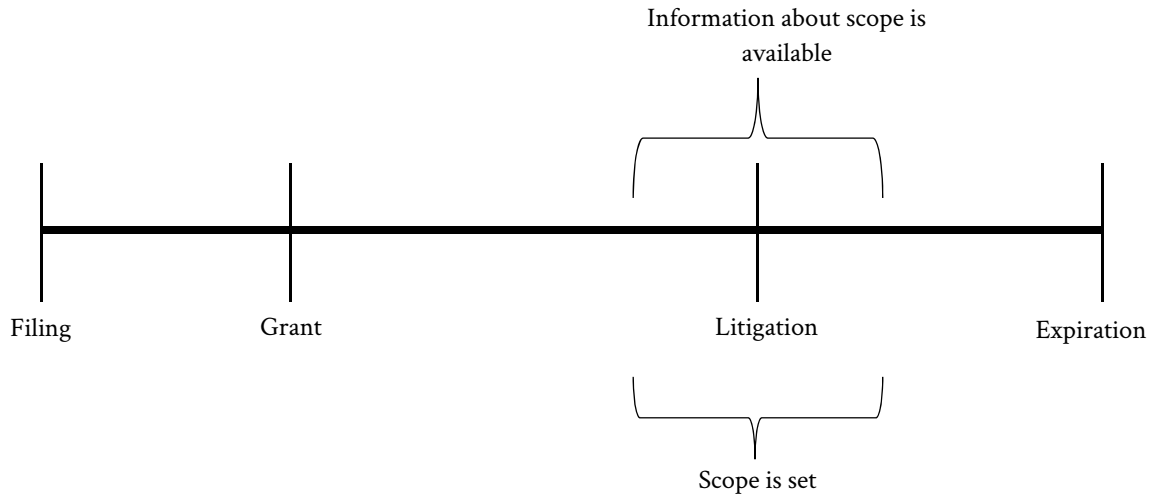 Information about scope is
available
Filing
Grant
Litigation
Expiration
Scope is set